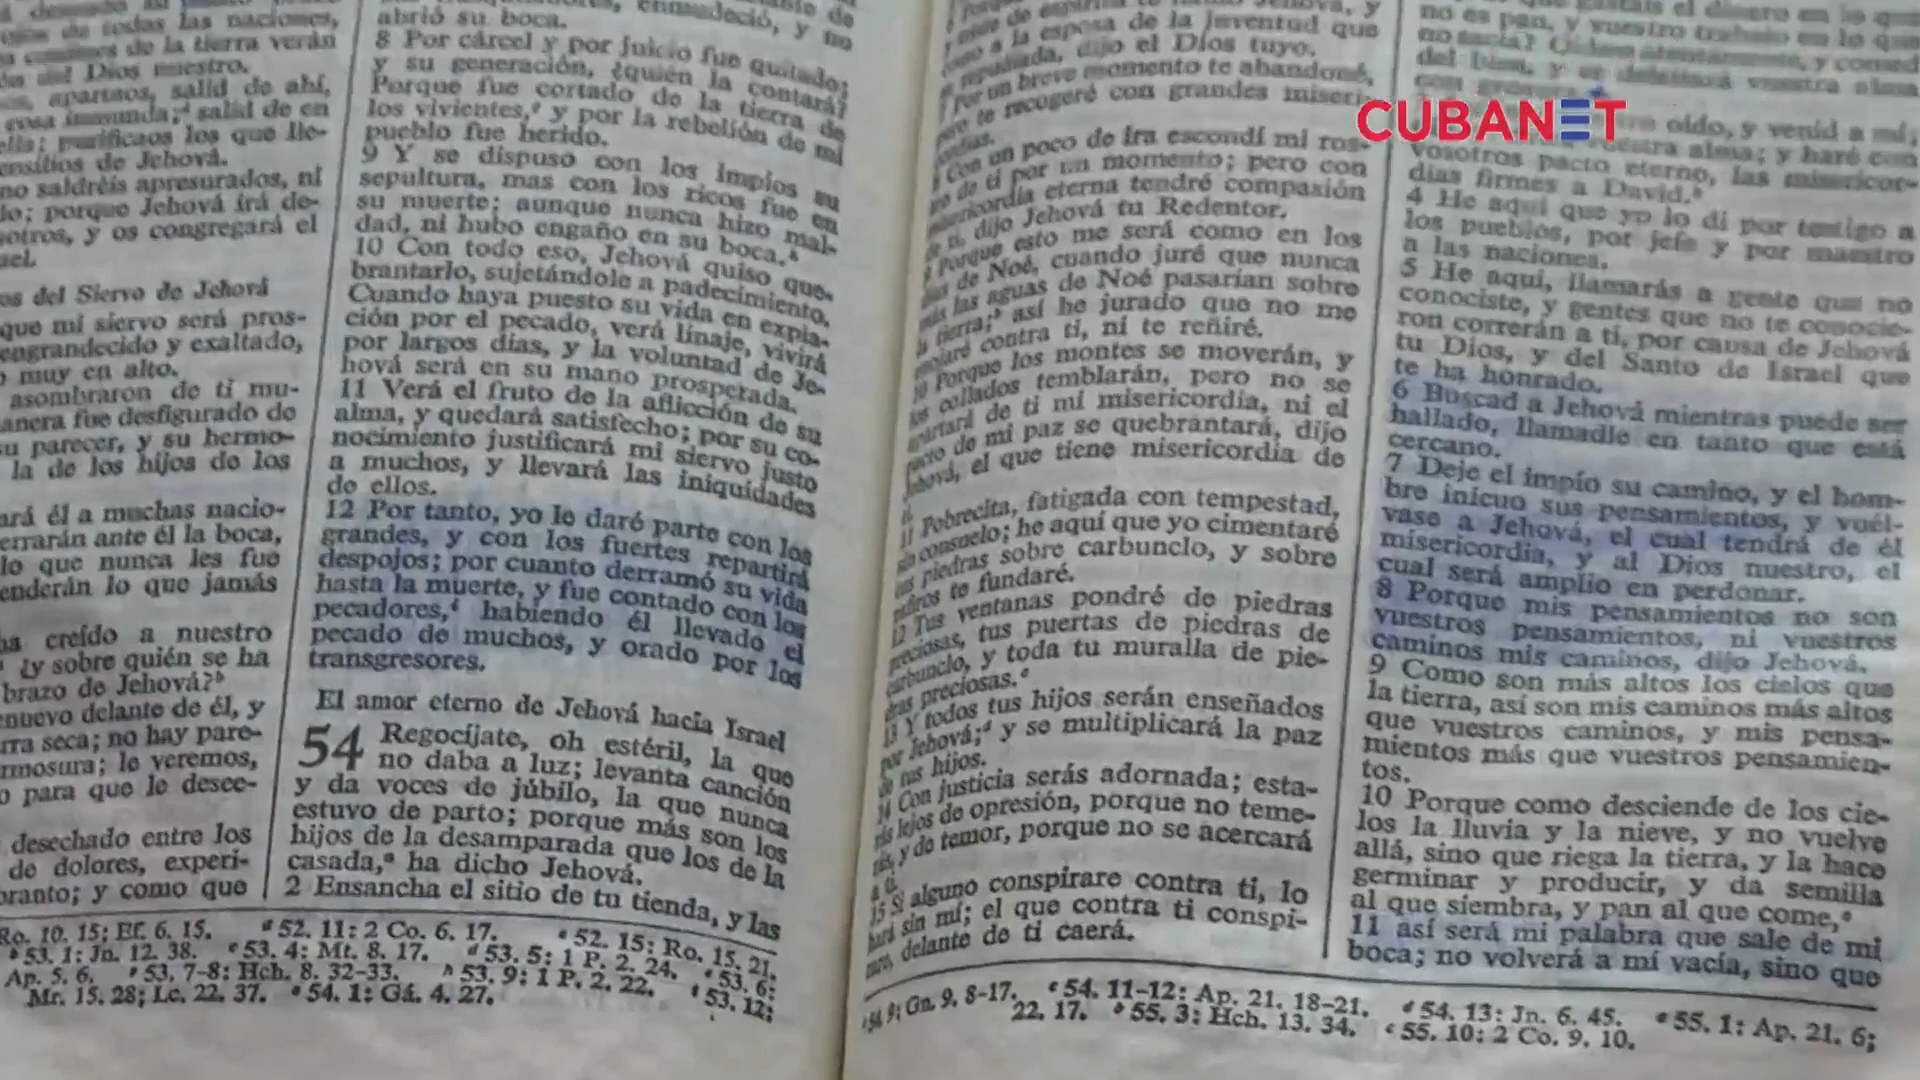 de todas las naciones,
de la tierra verán
del Dios nuestro.
apartaos, salid de ahí,
cosa inmunda; salid de en
ella; purificaos los que lle-
utensilios de Jehová.
no saldréis apresurados, ni
porque Jehová irá de-
y os congregará el
del Siervo de Jehová
que mi siervo será pros-
engrandecido y exaltado,
muy en alto.
asombraron de ti mu-
fue desfigurado de
su parecer, y su hermo-
la de los hijos de los
él a muchas nacio-
ante él la boca,
lo que nunca les fue
lo que jamás
creído a nuestro
¿y sobre quién se ha
brazo de Jehová?b
delante de él, y
seca; no hay pare-
le veremos,
para que le desee-
desechado entre los
de dolores, experi-
y como que
abrió su boca.
8 Por cárcel y por juicio fue quitado;
y su generación, ¿quién la contará?
Porque fue cortado de la tierra de
los vivientes, y por la rebelión de mi
pueblo fue herido.
9 Y se dispuso con los impíos su
sepultura, mas con los ricos fue en
su muerte; aunque nunca hizo mal-
dad, ni hubo engaño en su boca.h
10 Con todo eso, Jehová quiso que-
brantarlo, sujetándole a padecimiento.
Cuando haya puesto su vida en expia-
ción por el pecado, verá linaje, vivirá
por largos días, y la voluntad de Je-
hová será en su mano prosperada.
11 Verá el fruto de la aflicción de su
alma, y quedará satisfecho; por su co-
nocimiento justificará mi siervo justo
a muchos, y llevará las iniquidades
de ellos.
12 Por tanto, yo le daré parte con los
grandes, y con los fuertes repartirá
despojos; por cuanto derramó su vida
hasta la muerte, y fue contado con los
pecadores,i habiendo él llevado el
pecado de muchos, y orado por los
transgresores.
El amor eterno de Jehová hacia Israel
54 Regocíjate, oh estéril, la que
no daba a luz; levanta canción
y da voces de júbilo, la que nunca
estuvo de parto; porque más son los
hijos de la desamparada que los de la
casada,a ha dicho Jehová.
2 Ensancha el sitio de tu tienda, y las
Ro. 10. 15; Ef. 6. 15. 52. 11: 2 Co. 6. 17. 52. 15: Ro. 15. 21.
b 53. 1: Jn. 12. 38. 53. 4: Mt. 8. 17. d 53. 5: 1 P. 2. 24. 53. 6:
Ap. 5. 6. 53. 7-8: Hch. 8. 32-33. h 53. 9: 1 P. 2. 22. i 53. 12:
Mr. 15. 28; Lc. 22. 37. a 54. 1: Gá. 4. 27.
a la esposa de la juventud que
repudiada, dijo el Dios tuyo.
7 Por un breve momento te abandoné,
te recogeré con grandes miseri-
8 Con un poco de ira escondí mi ros-
de ti por un momento; pero con
misericordia eterna tendré compasión
de ti, dijo Jehová tu Redentor.
9 Porque esto me será como en los
días de Noé, cuando juré que nunca
más las aguas de Noé pasarían sobre
la tierra;b así he jurado que no me
enojaré contra ti, ni te reñiré.
10 Porque los montes se moverán, y
los collados temblarán, pero no se
apartará de ti mi misericordia, ni el
pacto de mi paz se quebrantará, dijo
Jehová, el que tiene misericordia de
11 Pobrecita, fatigada con tempestad,
sin consuelo; he aquí que yo cimentaré
tus piedras sobre carbunclo, y sobre
zafiros te fundaré.
12 Tus ventanas pondré de piedras
preciosas, tus puertas de piedras de
carbunclo, y toda tu muralla de pie-
dras preciosas.c
13 Y todos tus hijos serán enseñados
por Jehová;d y se multiplicará la paz
de tus hijos.
14 Con justicia serás adornada; esta-
rás lejos de opresión, porque no teme-
rás, y de temor, porque no se acercará
a ti.
15 Si alguno conspirare contra ti, lo
hará sin mí; el que contra ti conspi-
rare, delante de ti caerá.
54. 9: Gn. 9. 8-17. c 54. 11-12: Ap. 21. 18-21. d 54. 13: Jn. 6. 45. a 55. 1: Ap. 21. 6;
22. 17. b 55. 3: Hch. 13. 34. c 55. 10: 2 Co. 9. 10.
no es pan, y vuestro trabajo en lo que
no sacia? Oídme atentamente, y comed
del bien, y se deleitará vuestra alma
CUBANET
oído, y venid a mí;
vuestra alma; y haré con
vosotros pacto eterno, las misericor-
dias firmes a David.b
4 He aquí que yo lo di por testigo a
los pueblos, por jefe y por maestro
a las naciones.
5 He aquí, llamarás a gente que no
conociste, y gentes que no te conocie-
ron correrán a ti, por causa de Jehová
tu Dios, y del Santo de Israel que
te ha honrado.
6 Buscad a Jehová mientras puede ser
hallado, llamadle en tanto que está
cercano.
7 Deje el impío su camino, y el hom-
bre inicuo sus pensamientos, y vuél-
vase a Jehová, el cual tendrá de él
misericordia, y al Dios nuestro, el
cual será amplio en perdonar.
8 Porque mis pensamientos no son
vuestros pensamientos, ni vuestros
caminos mis caminos, dijo Jehová.
9 Como son más altos los cielos que
la tierra, así son mis caminos más altos
que vuestros caminos, y mis pensa-
mientos más que vuestros pensamien-
tos.
10 Porque como desciende de los cie-
los la lluvia y la nieve, y no vuelve
allá, sino que riega la tierra, y la hace
germinar y producir, y da semilla
al que siembra, y pan al que come,c
11 así será mi palabra que sale de mi
boca; no volverá a mí vacía, sino que